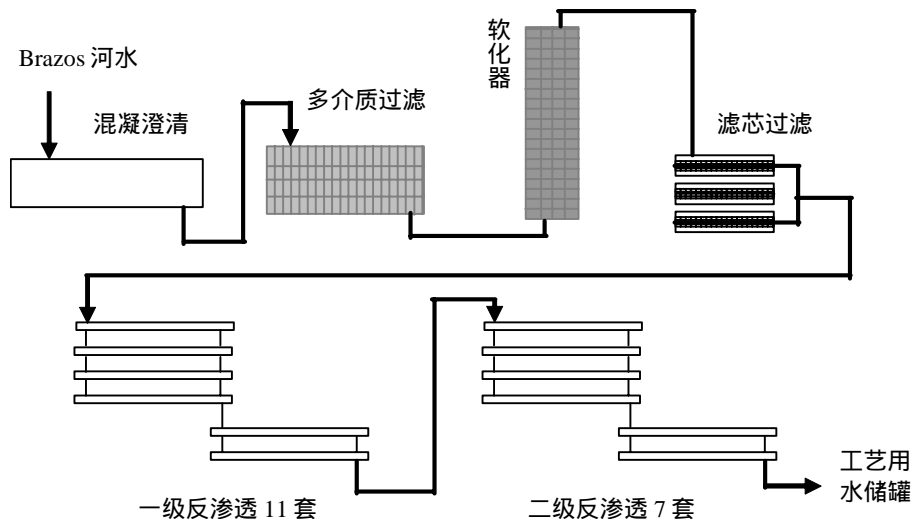 Brazos 河水
混凝澄清
多介质过滤
软
化
器
滤芯过滤
一级反渗透 11 套
二级反渗透 7 套
工艺用
水储罐